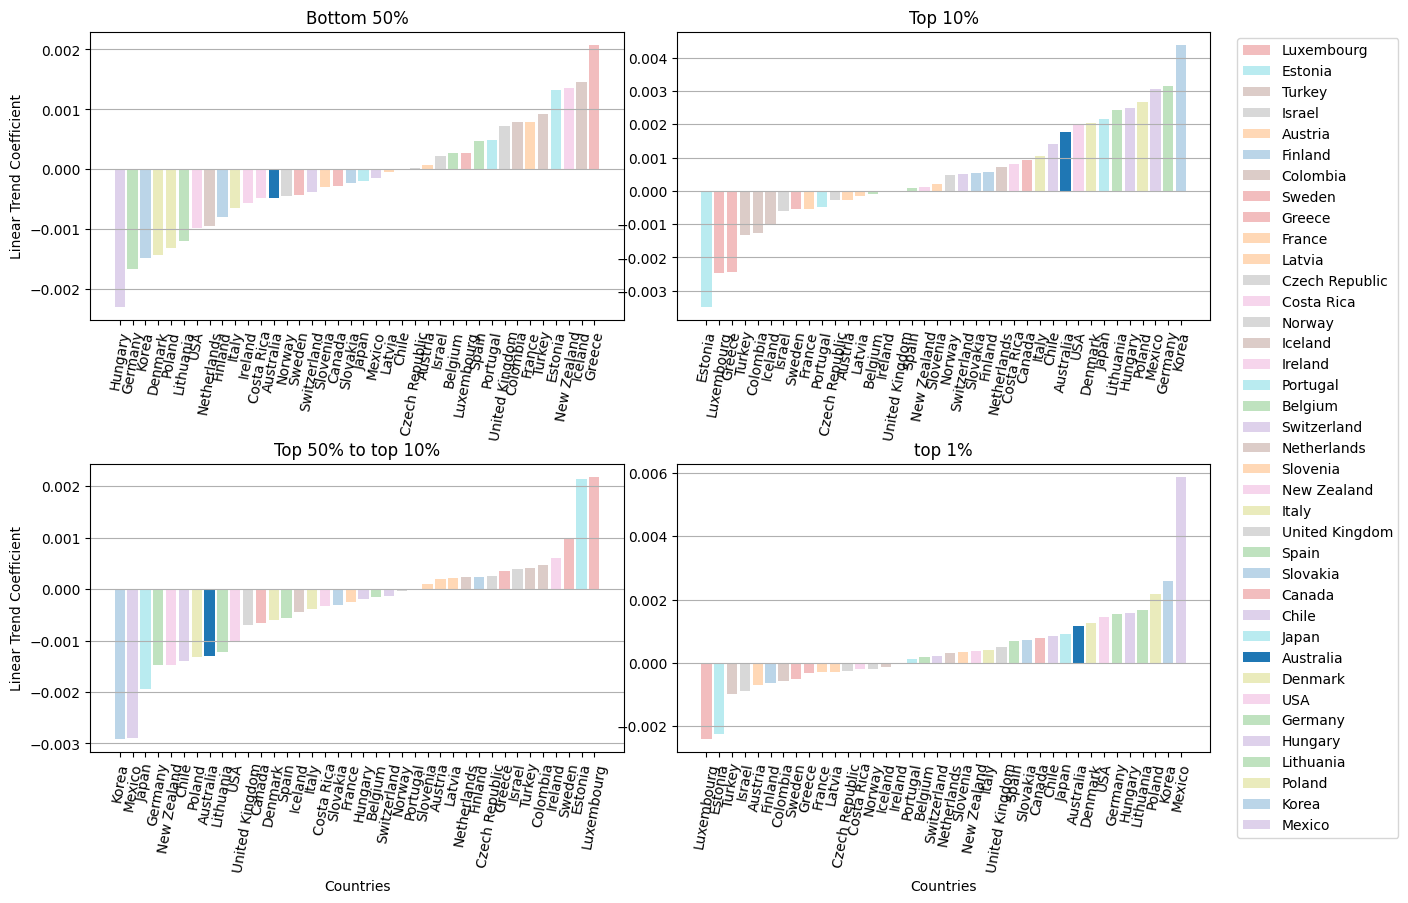 Bottom 50%
Linear Trend Coefficient
0.002
0.001
0.000
−0.001
−0.002
Hungary
Germany
Korea
Denmark
Poland
Lithuania
USA
Netherlands
Finland
Italy
Ireland
Costa Rica
Australia
Norway
Sweden
Switzerland
Slovenia
Canada
Slovakia
Japan
Mexico
Latvia
Chile
Czech Republic
Austria
Israel
Belgium
Luxembourg
Spain
Portugal
United Kingdom
Colombia
France
Turkey
Estonia
New Zealand
Iceland
Greece
Top 10%
0.004
0.003
0.002
0.001
0.000
−0.001
−0.002
−0.003
Estonia
Luxembourg
Greece
Turkey
Colombia
Iceland
Israel
Sweden
France
Portugal
Czech Republic
Austria
Latvia
Belgium
Ireland
United Kingdom
Spain
New Zealand
Slovenia
Norway
Switzerland
Slovakia
Finland
Netherlands
Costa Rica
Canada
Italy
Chile
Australia
USA
Denmark
Japan
Lithuania
Hungary
Poland
Mexico
Germany
Korea
Top 50% to top 10%
Linear Trend Coefficient
0.002
0.001
0.000
−0.001
−0.002
−0.003
Korea
Mexico
Japan
Germany
New Zealand
Chile
Poland
Australia
Lithuania
USA
United Kingdom
Canada
Denmark
Spain
Iceland
Italy
Costa Rica
Slovakia
France
Hungary
Belgium
Switzerland
Norway
Portugal
Slovenia
Austria
Latvia
Netherlands
Finland
Czech Republic
Greece
Israel
Turkey
Colombia
Ireland
Sweden
Estonia
Luxembourg
Countries
top 1%
0.006
0.004
0.002
0.000
−0.002
Luxembourg
Estonia
Turkey
Israel
Austria
Finland
Colombia
Sweden
Greece
France
Latvia
Czech Republic
Costa Rica
Norway
Iceland
Ireland
Portugal
Belgium
Switzerland
Netherlands
Slovenia
New Zealand
Italy
United Kingdom
Spain
Slovakia
Canada
Chile
Japan
Australia
Denmark
USA
Germany
Hungary
Lithuania
Poland
Korea
Mexico
Countries
Luxembourg
Estonia
Turkey
Israel
Austria
Finland
Colombia
Sweden
Greece
France
Latvia
Czech Republic
Costa Rica
Norway
Iceland
Ireland
Portugal
Belgium
Switzerland
Netherlands
Slovenia
New Zealand
Italy
United Kingdom
Spain
Slovakia
Canada
Chile
Japan
Australia
Denmark
USA
Germany
Hungary
Lithuania
Poland
Korea
Mexico